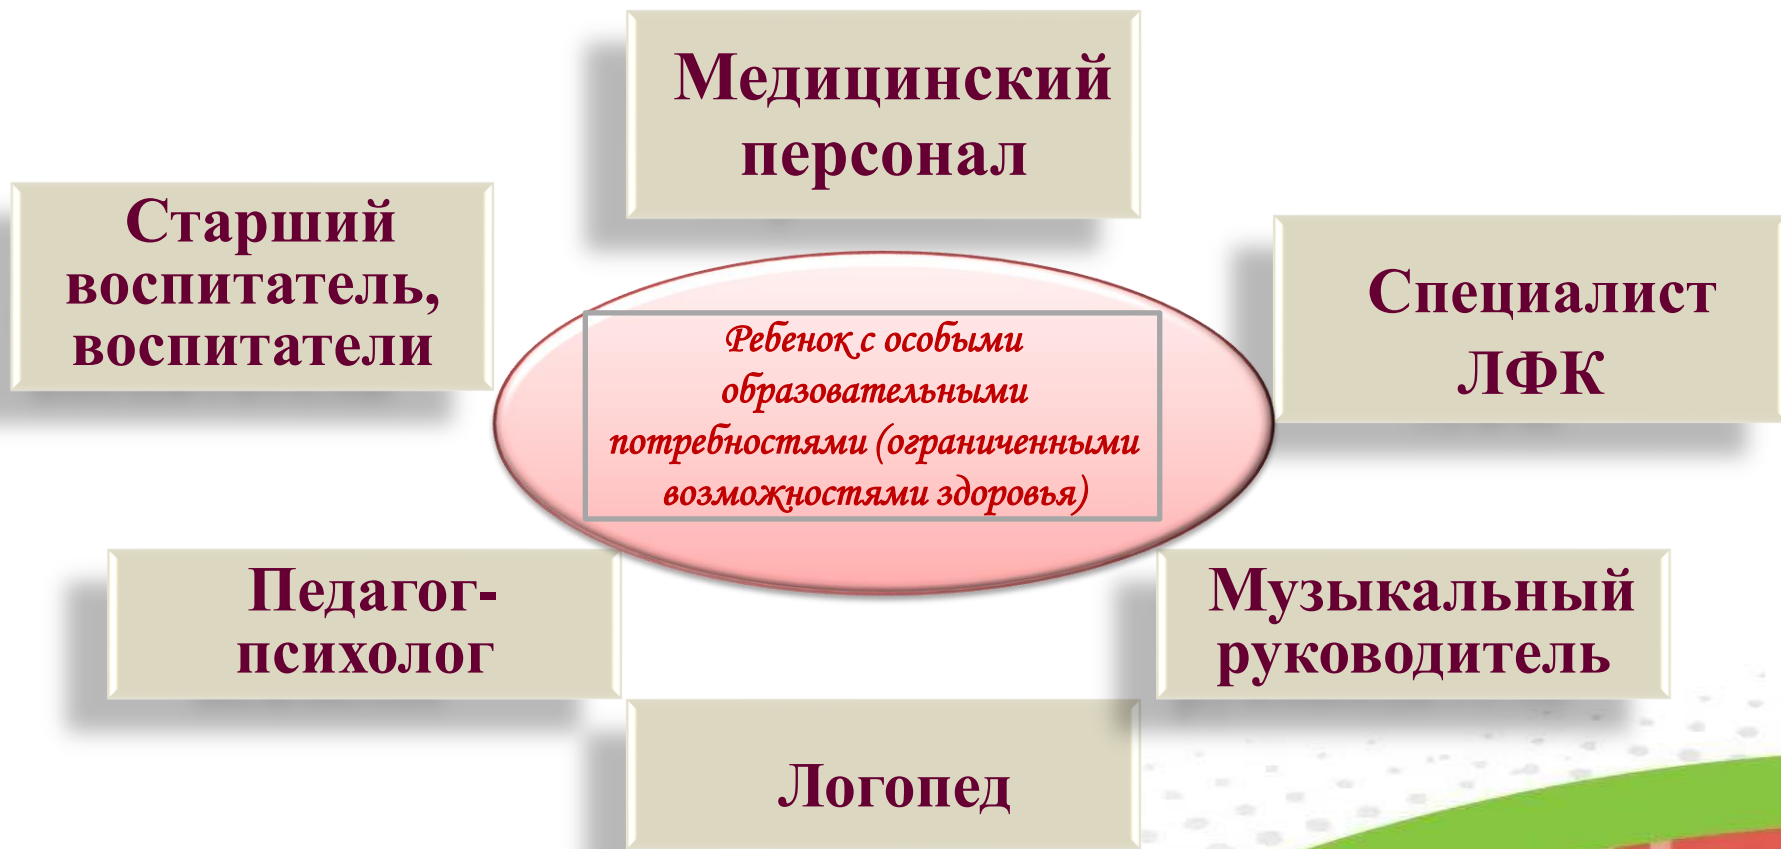 Медицинский
персонал
Старший
воспитатель,
воспитатели
Специалист
ЛФК
Ребенок с особыми
образовательными
потребностями (ограниченными
возможностями здоровья)
Педагог-
психолог
Музыкальный
руководитель
Логопед